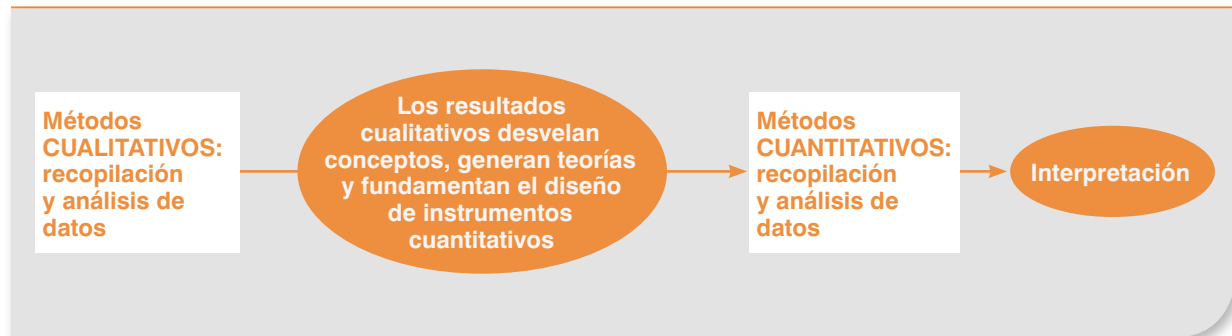 Métodos
CUALITATIVOS:
recopilación
y análisis de
datos
Los resultados
cualitativos desvelan
conceptos, generan teorías
y fundamentan el diseño
de instrumentos
cuantitativos
Métodos
CUANTITATIVOS:
recopilación
y análisis de
datos
Interpretación